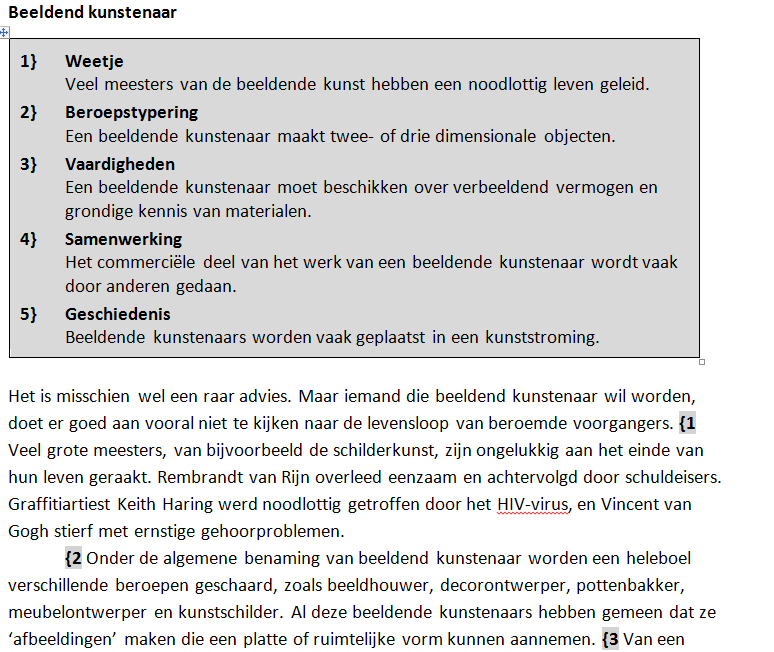 Beeldend kunstenaar
1} Weetje
Veel meesters van de beeldende kunst hebben een noodlottig leven geleid.
2} Beroepstypering
Een beeldende kunstenaar maakt twee- of drie dimensionale objecten.
3} Vaardigheden
Een beeldende kunstenaar moet beschikken over verbeeldend vermogen en
grondige kennis van materialen.
4} Samenwerking
Het commerciële deel van het werk van een beeldende kunstenaar wordt vaak
door anderen gedaan.
5} Geschiedenis
Beeldende kunstenaars worden vaak geplaatst in een kunststroming.
Het is misschien wel een raar advies. Maar iemand die beeldend kunstenaar wil worden,
doet er goed aan vooral niet te kijken naar de levensloop van beroemde voorgangers. {1
Veel grote meesters, van bijvoorbeeld de schilderkunst, zijn ongelukkig aan het einde van
hun leven geraakt. Rembrandt van Rijn overleed eenzaam en achtervolgd door schuldeisers.
Graffitiartiest Keith Haring werd noodlottig getroffen door het HIV-virus, en Vincent van
Gogh stierf met ernstige gehoorproblemen.
{2 Onder de algemene benaming van beeldend kunstenaar worden een heleboel
verschillende beroepen geschaard, zoals beeldhouwer, decorontwerper, pottenbakker,
meubelontwerper en kunstschilder. Al deze beeldende kunstenaars hebben gemeen dat ze
‘afbeeldingen’ maken die een platte of ruimtelijke vorm kunnen aannemen. {3 Van een